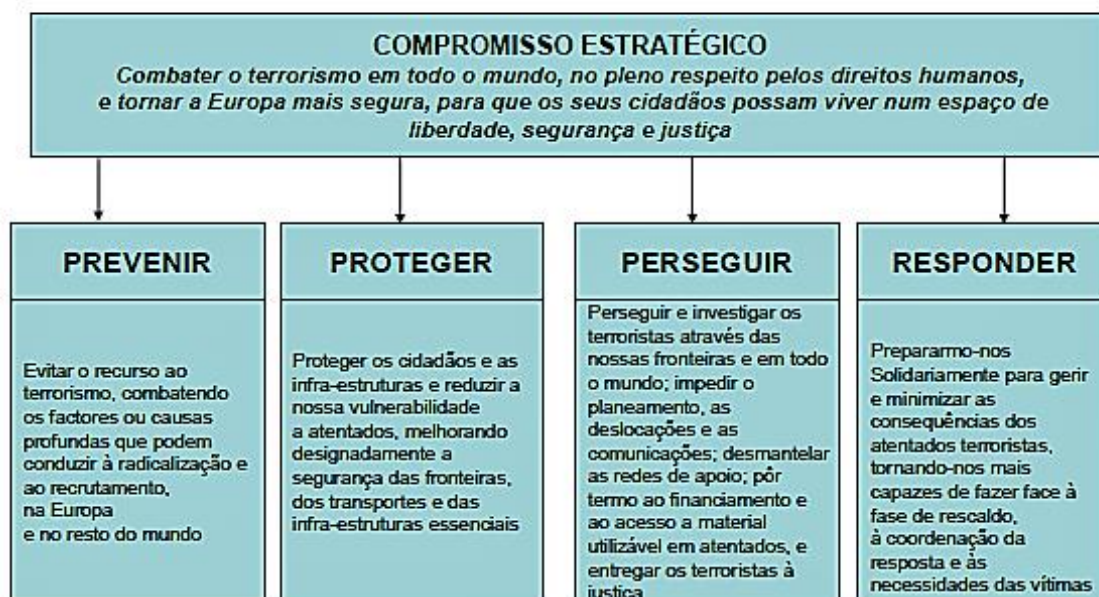 COMPROMISSO ESTRATÉGICO
Combater o terrorismo em todo o mundo, no pleno respeito pelos direitos humanos,
e tornar a Europa mais segura, para que os seus cidadãos possam viver num espaço de
liberdade, segurança e justiça
PREVENIR
Evitar o recurso ao
terrorismo, combatendo
os factores ou causas
profundas que podem
conduzir à radicalização e
ao recrutamento,
na Europa
e no resto do mundo
PROTEGER
Proteger os cidadãos e as
infra-estruturas e reduzir a
nossa vulnerabilidade
a atentados, melhorando
designadamente a
segurança das fronteiras,
dos transportes e das
infra-estruturas essenciais
PERSEGUIR
Perseguir e investigar os
terroristas através das
nossas fronteiras e em todo
o mundo; impedir o
planeamento, as
deslocações e as
comunicações; desmantelar
as redes de apoio; pôr
termo ao financiamento e
ao acesso a material
utilizável em atentados, e
entregar os terroristas à
justiça
RESPONDER
Prepararmo-nos
Solidariamente para gerir
e minimizar as
consequências dos
atentados terroristas,
tornando-nos mais
capazes de fazer face à
fase de rescaldo,
à coordenação da
resposta e às
necessidades das vítimas